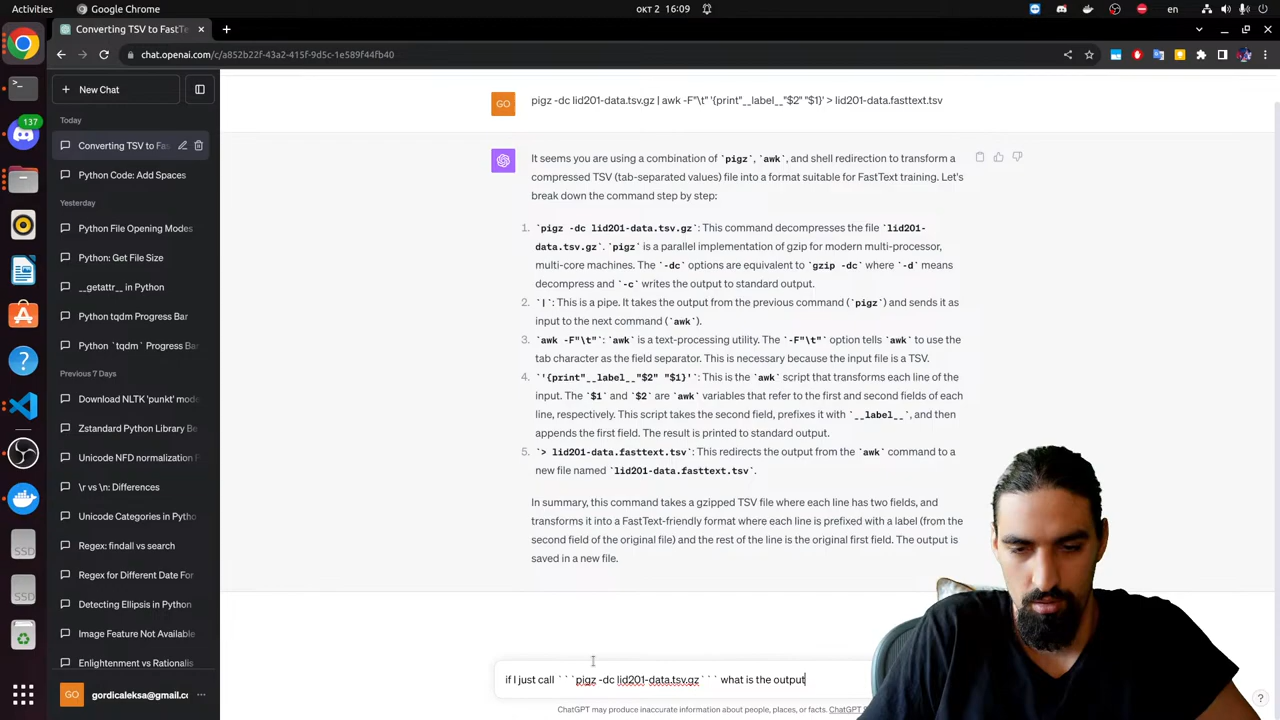 Activities
Google Chrome
окт 2 16:09
en
Converting TSV to FastTe
chat.openai.com/c/a852b22f-43a2-415f-9d5c-1e589f44fb40
New Chat
Today
Converting TSV to Fas
Python Code: Add Spaces
Yesterday
Python File Opening Modes
Python: Get File Size
__getattr__ in Python
Python tqdm Progress Bar
Python `tqdm` Progress Bar
Previous 7 Days
Download NLTK 'punkt' mode
Zstandard Python Library Be
Unicode NFD normalization F
\r vs \n: Differences
Unicode Categories in Pytho
Regex: findall vs search
Regex for Different Date For
Detecting Ellipsis in Python
Image Feature Not Available
Enlightenment vs Rationalis
GO gordicaleksa@gmail.cc ...
137
SSD
SSD
GO
pigz -dc lid201-data.tsv.gz | awk -F"\t" '{print"__label__"$2" "$1}' > lid201-data.fasttext.tsv
It seems you are using a combination of `pigz`, `awk`, and shell redirection to transform a
compressed TSV (tab-separated values) file into a format suitable for FastText training. Let's
break down the command step by step:
1. `pigz -dc lid201-data.tsv.gz`: This command decompresses the file `lid201-
data.tsv.gz`. `pigz` is a parallel implementation of gzip for modern multi-processor,
multi-core machines. The `-dc` options are equivalent to `gzip -dc` where `-d` means
decompress and `-c` writes the output to standard output.
2. `|`: This is a pipe. It takes the output from the previous command (`pigz`) and sends it as
input to the next command (`awk`).
3. `awk -F"\t"`: `awk` is a text-processing utility. The `-F"\t"` option tells `awk` to use the
tab character as the field separator. This is necessary because the input file is a TSV.
4. `'{print"__label__"$2" "$1}'`: This is the `awk` script that transforms each line of the
input. The `$1` and `$2` are `awk` variables that refer to the first and second fields of each
line, respectively. This script takes the second field, prefixes it with `__label__`, and then
appends the first field. The result is printed to standard output.
5. `> lid201-data.fasttext.tsv`: This redirects the output from the `awk` command to a
new file named `lid201-data.fasttext.tsv`.
In summary, this command takes a gzipped TSV file where each line has two fields, and
transforms it into a FastText-friendly format where each line is prefixed with a label (from the
second field of the original file) and the rest of the line is the original first field. The output is
saved in a new file.
if I just call ```pigz -dc lid201-data.tsv.gz``` what is the output
ChatGPT may produce inaccurate information about people, places, or facts. ChatGPT
?